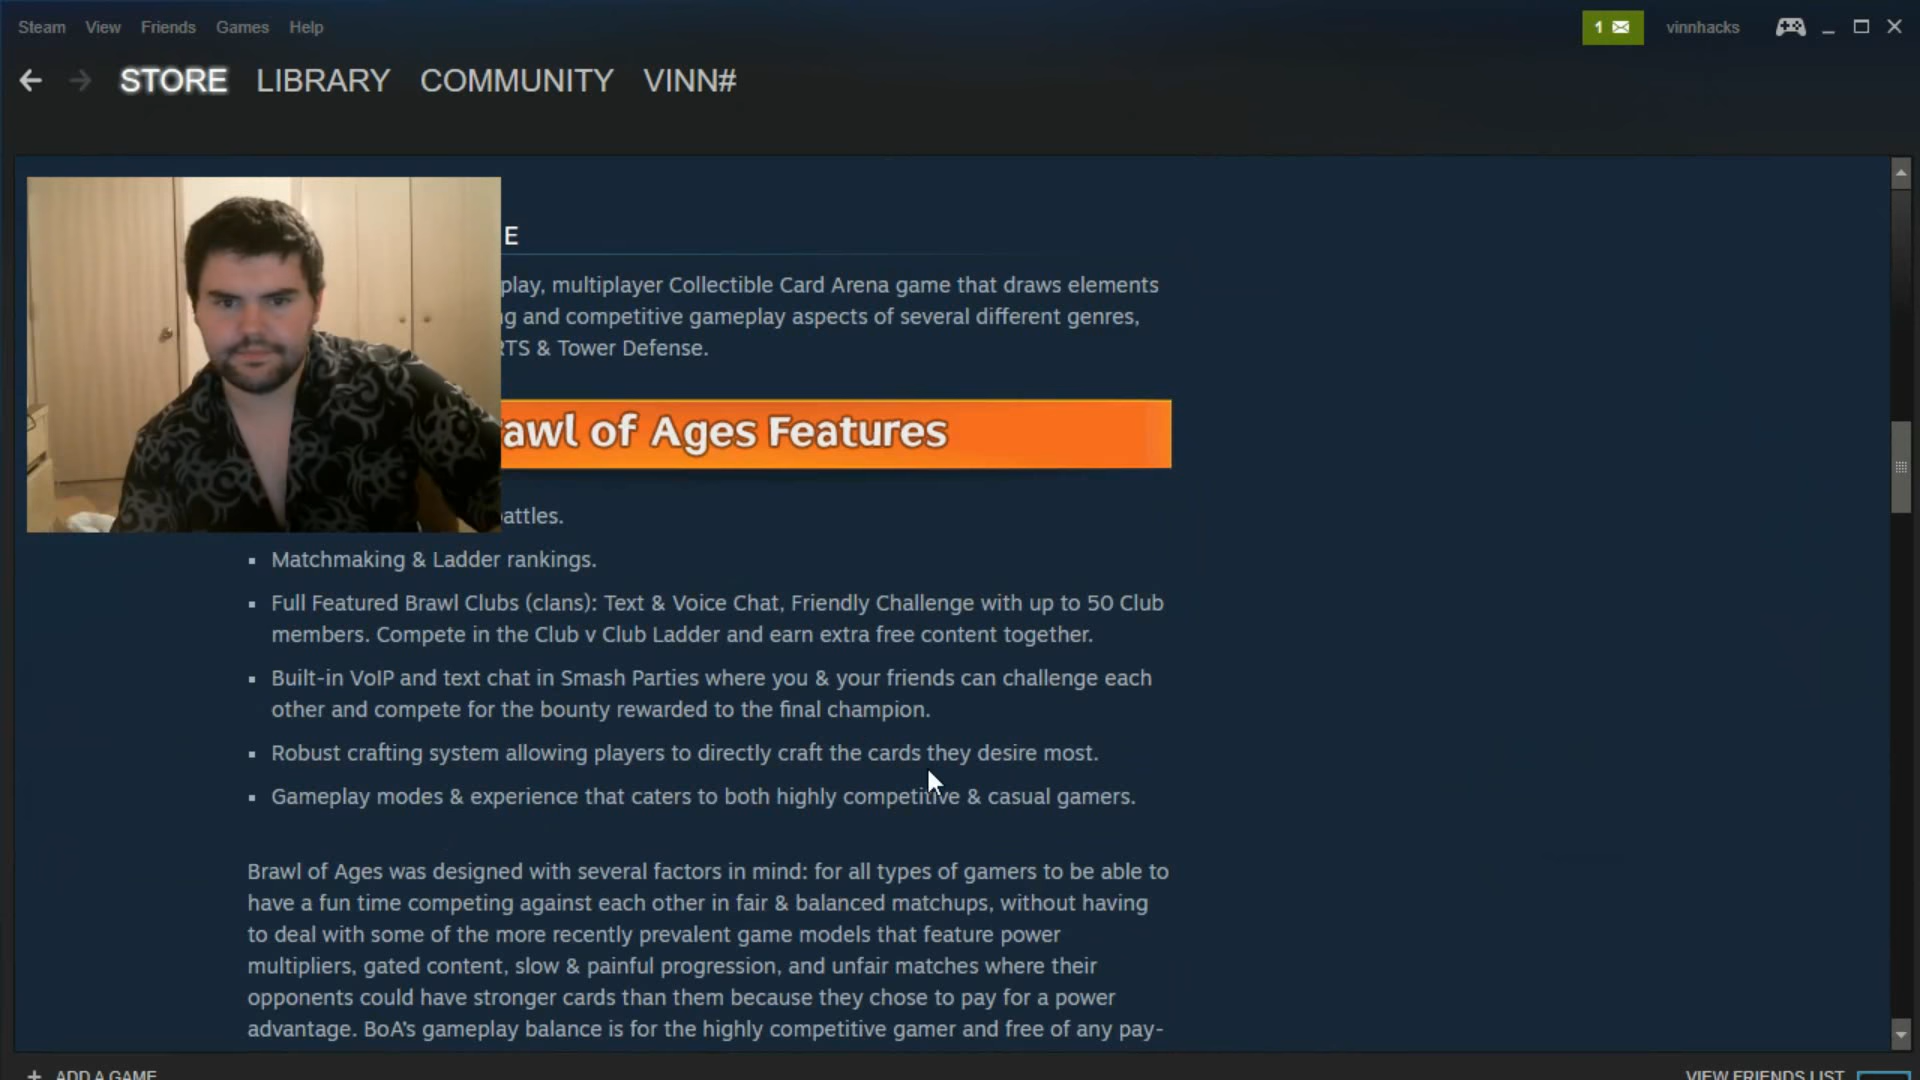 Steam View Friends Games Help 1 vinnhacks
STORE LIBRARY COMMUNITY VINN#
E
play, multiplayer Collectible Card Arena game that draws elements
g and competitive gameplay aspects of several different genres,
RTS & Tower Defense.
rawl of Ages Features
attles.
▪ Matchmaking & Ladder rankings.
▪ Full Featured Brawl Clubs (clans): Text & Voice Chat, Friendly Challenge with up to 50 Club
members. Compete in the Club v Club Ladder and earn extra free content together.
▪ Built-in VoIP and text chat in Smash Parties where you & your friends can challenge each
other and compete for the bounty rewarded to the final champion.
▪ Robust crafting system allowing players to directly craft the cards they desire most.
▪ Gameplay modes & experience that caters to both highly competitive & casual gamers.
Brawl of Ages was designed with several factors in mind: for all types of gamers to be able to
have a fun time competing against each other in fair & balanced matchups, without having
to deal with some of the more recently prevalent game models that feature power
multipliers, gated content, slow & painful progression, and unfair matches where their
opponents could have stronger cards than them because they chose to pay for a power
advantage. BoA's gameplay balance is for the highly competitive gamer and free of any pay-
+ ADD A GAME VIEW FRIENDS LIST